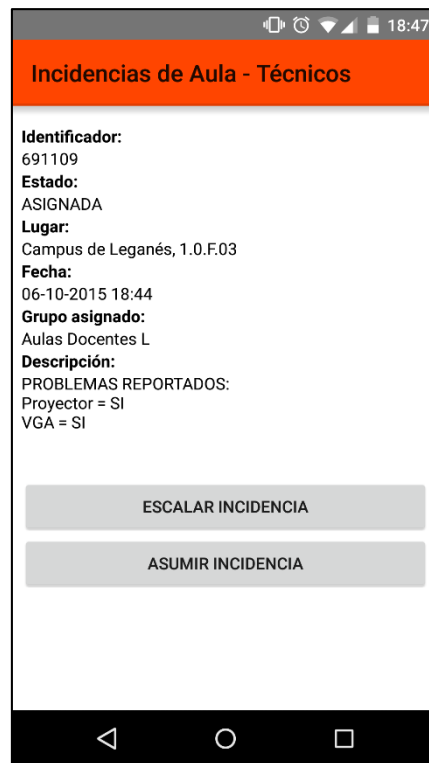 18:47
Incidencias de Aula - Técnicos
Identificador:
691109
Estado:
ASIGNADA
Lugar:
Campus de Leganés, 1.0.F.03
Fecha:
06-10-2015 18:44
Grupo asignado:
Aulas Docentes L
Descripción:
PROBLEMAS REPORTADOS:
Proyector = SI
VGA = SI
ESCALAR INCIDENCIA
ASUMIR INCIDENCIA